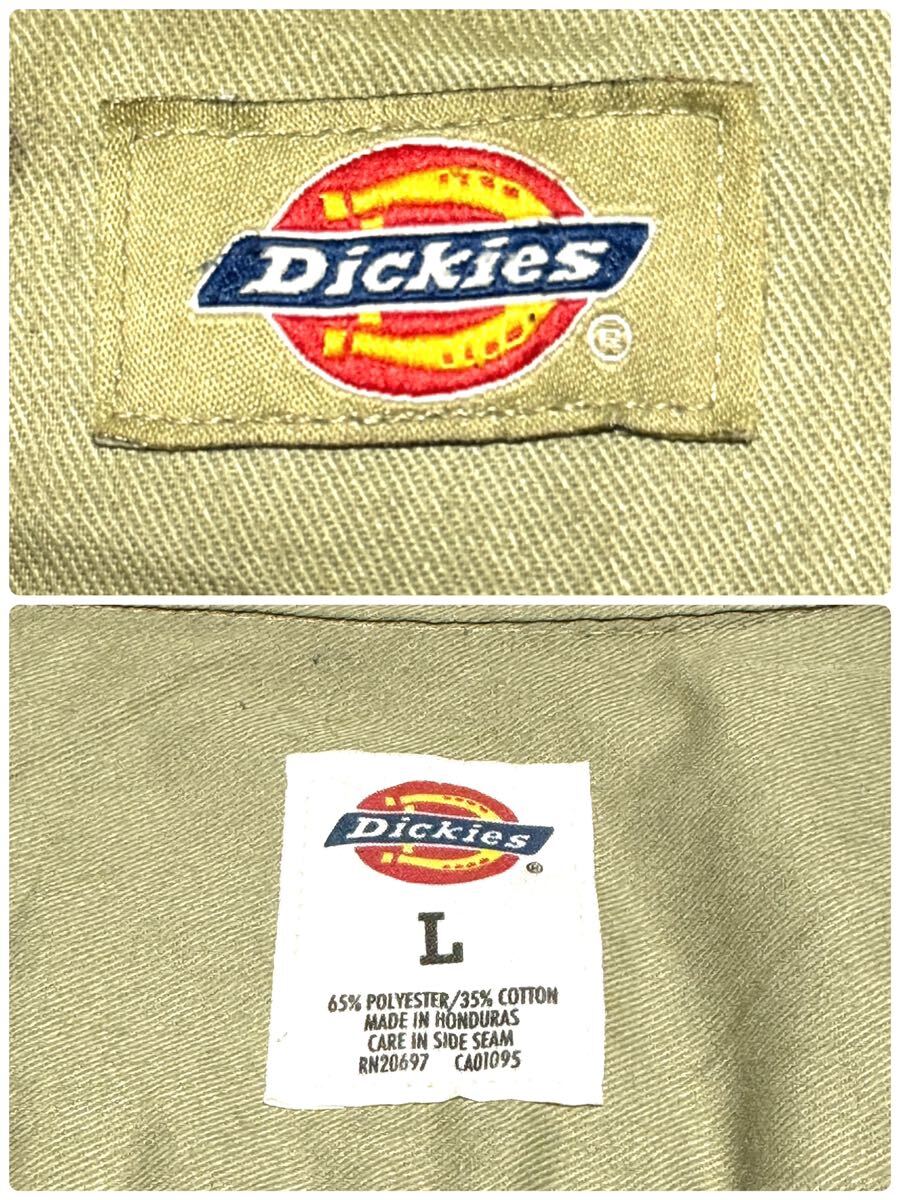 Dickies
®
Dickies
®
L
65% POLYESTER/35% COTTON
MADE IN HONDURAS
CARE IN SIDE SEAM
RN20697 CA01095